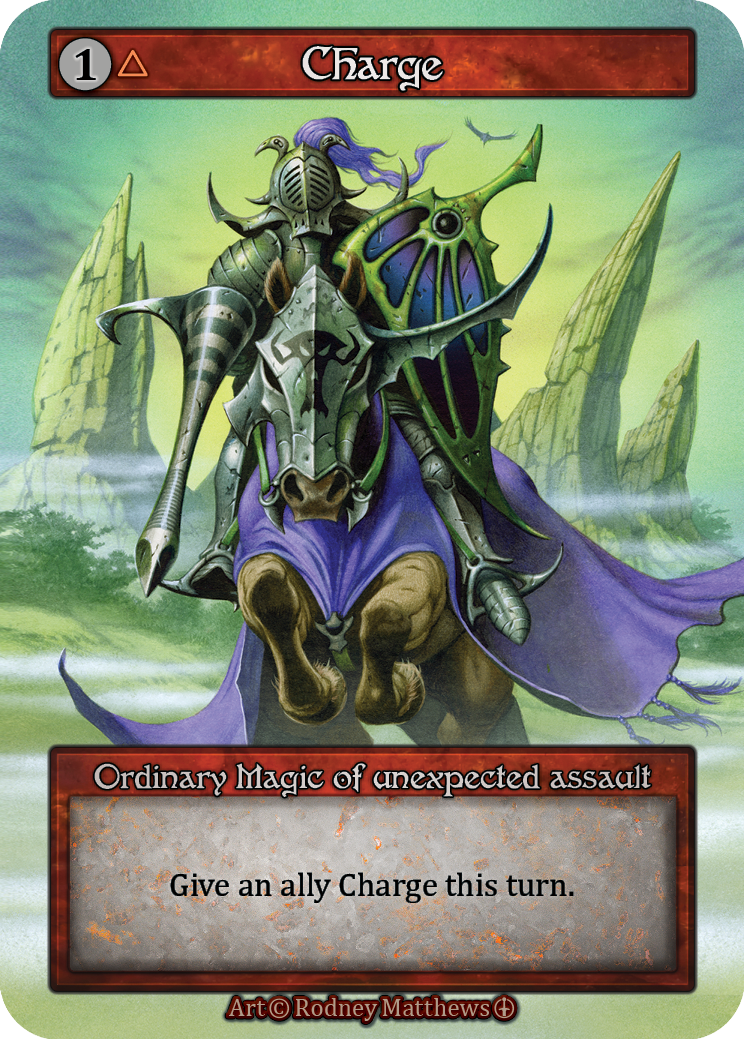 1 Charge
Ordinary Magic of unexpected assault
Give an ally Charge this turn.
Art © Rodney Matthews